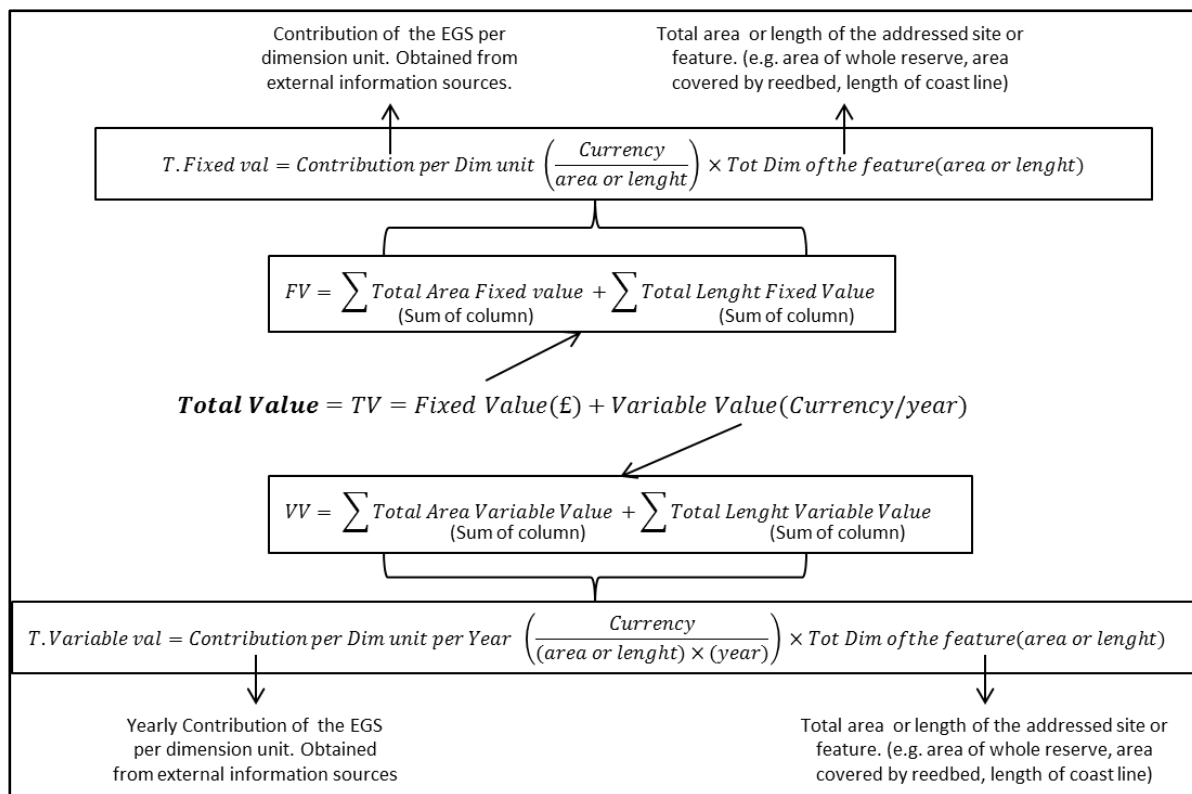 Contribution of the EGS per
dimension unit. Obtained from
external information sources.
Total area or length of the addressed site or
feature. (e.g. area of whole reserve, area
covered by reedbed, length of coast line)
T.Fixed val = Contribution per Dim unit (Currency / area or lenght) × Tot Dim of the feature(area or lenght)
FV = ∑ Total Area Fixed value + ∑ Total Lenght Fixed Value
(Sum of column) (Sum of column)
Total Value = TV = Fixed Value(£) + Variable Value(Currency/year)
VV = ∑ Total Area Variable Value + ∑ Total Lenght Variable Value
(Sum of column) (Sum of column)
T.Variable val = Contribution per Dim unit per Year (Currency / (area or lenght) × (year)) × Tot Dim of the feature(area or lenght)
Yearly Contribution of the EGS
per dimension unit. Obtained
from external information sources
Total area or length of the addressed site or
feature. (e.g. area of whole reserve, area
covered by reedbed, length of coast line)